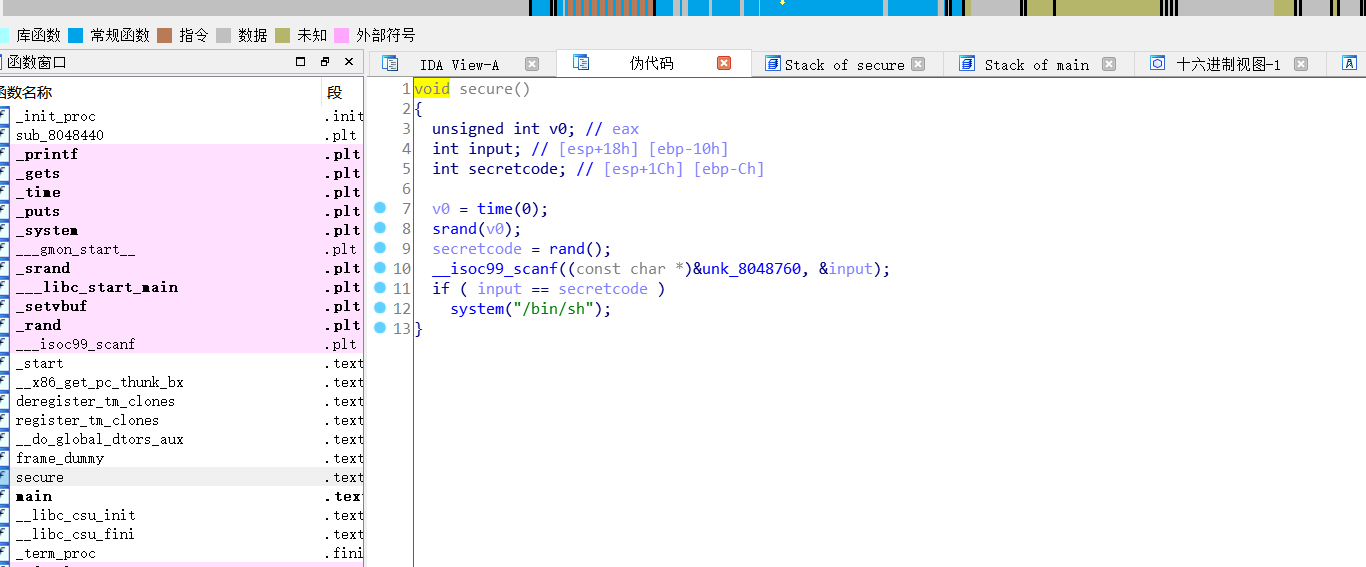 库函数 常规函数 指令 数据 未知 外部符号
函数窗口
IDA View-A 伪代码 Stack of secure Stack of main 十六进制视图-1
函数名称 段
_init_proc .init
sub_8048440 .plt
_printf .plt
_gets .plt
_time .plt
_puts .plt
_system .plt
___gmon_start__ .plt
_srand .plt
___libc_start_main .plt
_setvbuf .plt
_rand .plt
___isoc99_scanf .plt
_start .text
__x86_get_pc_thunk_bx .text
deregister_tm_clones .text
register_tm_clones .text
__do_global_dtors_aux .text
frame_dummy .text
secure .text
main .text
__libc_csu_init .text
__libc_csu_fini .text
_term_proc .fini
1 void secure()
2 {
3 unsigned int v0; // eax
4 int input; // [esp+18h] [ebp-10h]
5 int secretcode; // [esp+1Ch] [ebp-Ch]
6
7 v0 = time(0);
8 srand(v0);
9 secretcode = rand();
10 __isoc99_scanf((const char *)&unk_8048760, &input);
11 if ( input == secretcode )
12 system("/bin/sh");
13 }